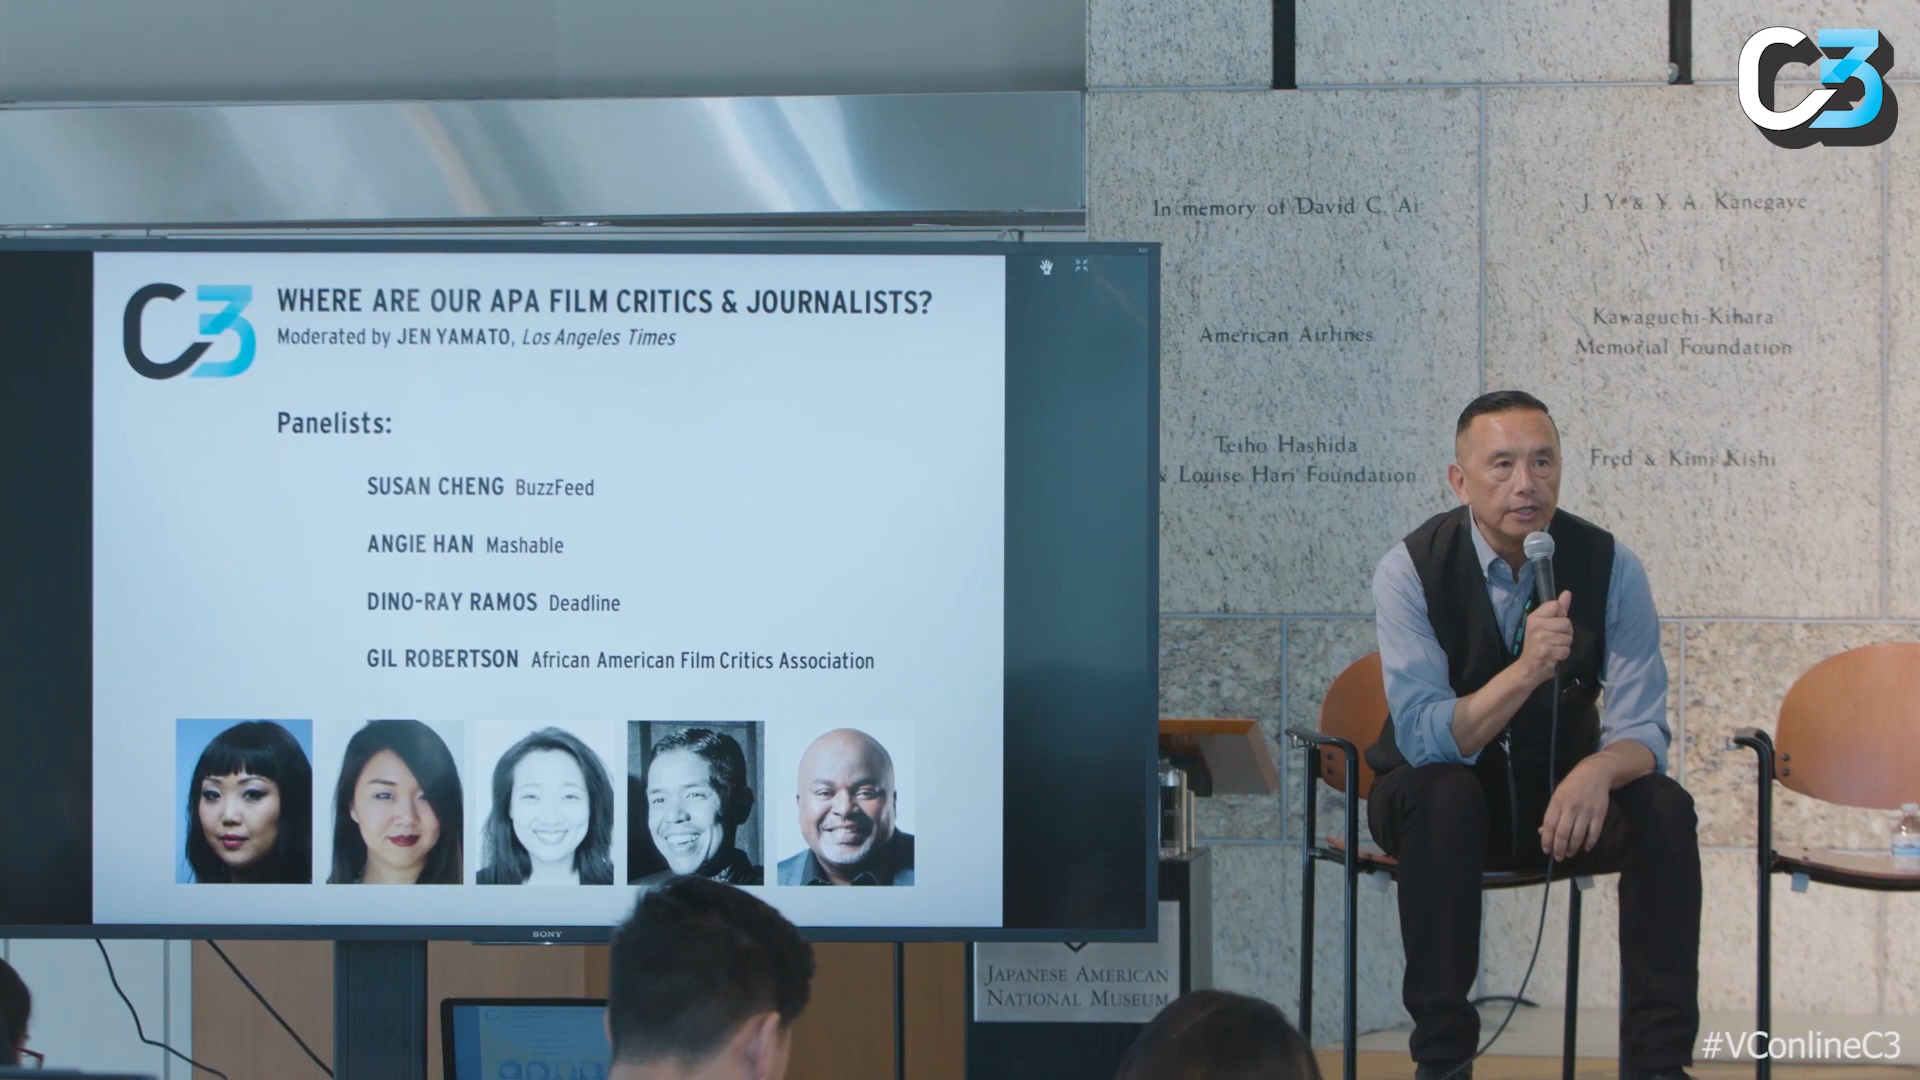 C3
In memory of David C. Ai
J. Y. & Y. A. Kanegaye
American Airlines
Kawaguchi-Kihara
Memorial Foundation
Teiho Hashida
& Louise Hari Foundation
Fred & Kimi Kishi
C3
WHERE ARE OUR APA FILM CRITICS & JOURNALISTS?
Moderated by JEN YAMATO, Los Angeles Times
Panelists:
SUSAN CHENG BuzzFeed
ANGIE HAN Mashable
DINO-RAY RAMOS Deadline
GIL ROBERTSON African American Film Critics Association
SONY
JAPANESE AMERICAN
NATIONAL MUSEUM
#VConlineC3